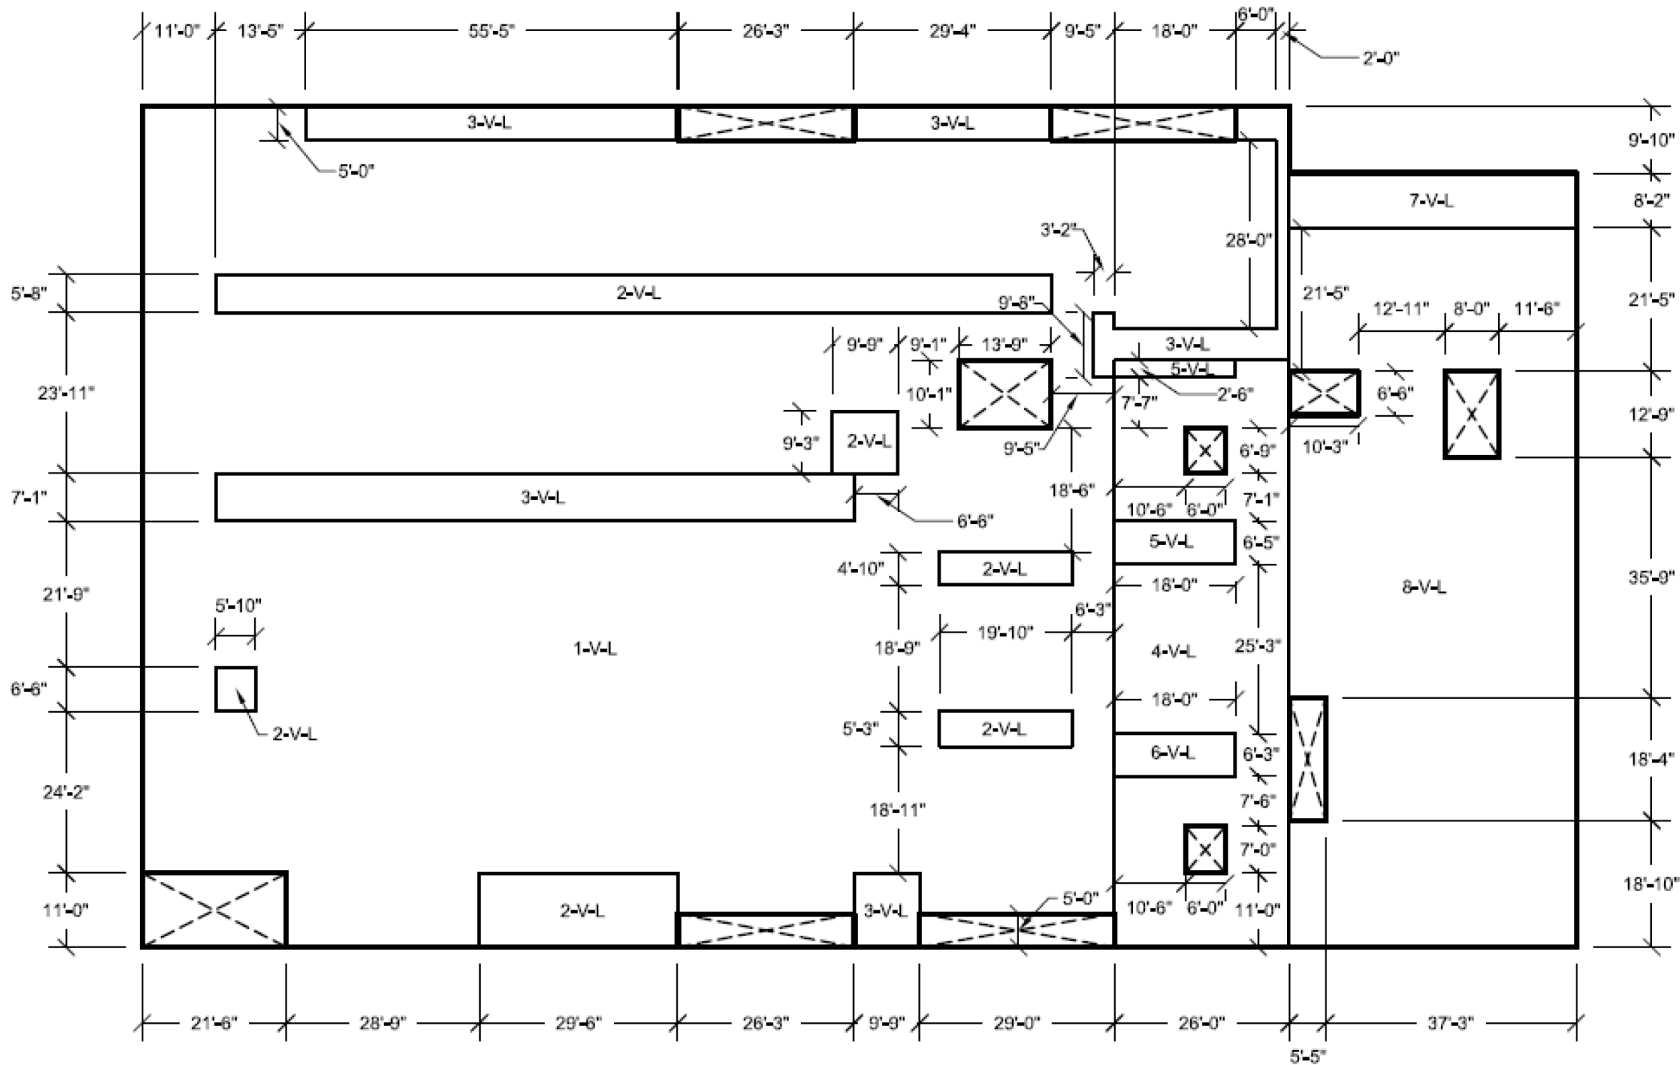 11'-0" 13'-5" 55'-5" 26'-3" 29'-4" 9'-5" 18'-0" 6'-0"
2'-0"
3-V-L 3-V-L
9'-10"
5'-0"
7-V-L 8'-2"
3'-2" 28'-0"
5'-8" 2-V-L 9'-8" 21'-5" 12'-11" 8'-0" 11'-6" 21'-5"
9'-9" 9'-1" 13'-9" 3-V-L
5-V-L
23'-11" 10'-1" 7'-7" 2'-6" 6'-6" 12'-9"
9'-3" 2-V-L 9'-5" 6'-9" 10'-3"
7'-1" 3-V-L 18'-6" 10'-6" 6'-0" 7'-1"
6'-6"
5-V-L 6'-5"
4'-10" 2-V-L 18'-0" 8-V-L 35'-9"
21'-9" 5'-10" 6'-3"
1-V-L 18'-9" 19'-10" 4-V-L 25'-3"
6'-6" 18'-0"
2-V-L 5'-3" 2-V-L 6-V-L 6'-3" 18'-4"
24'-2" 18'-11" 7'-6"
7'-0"
11'-0" 2-V-L 3-V-L 5'-0" 10'-6" 6'-0" 11'-0" 18'-10"
21'-6" 28'-9" 29'-6" 26'-3" 9'-9" 29'-0" 26'-0" 37'-3"
5'-5"